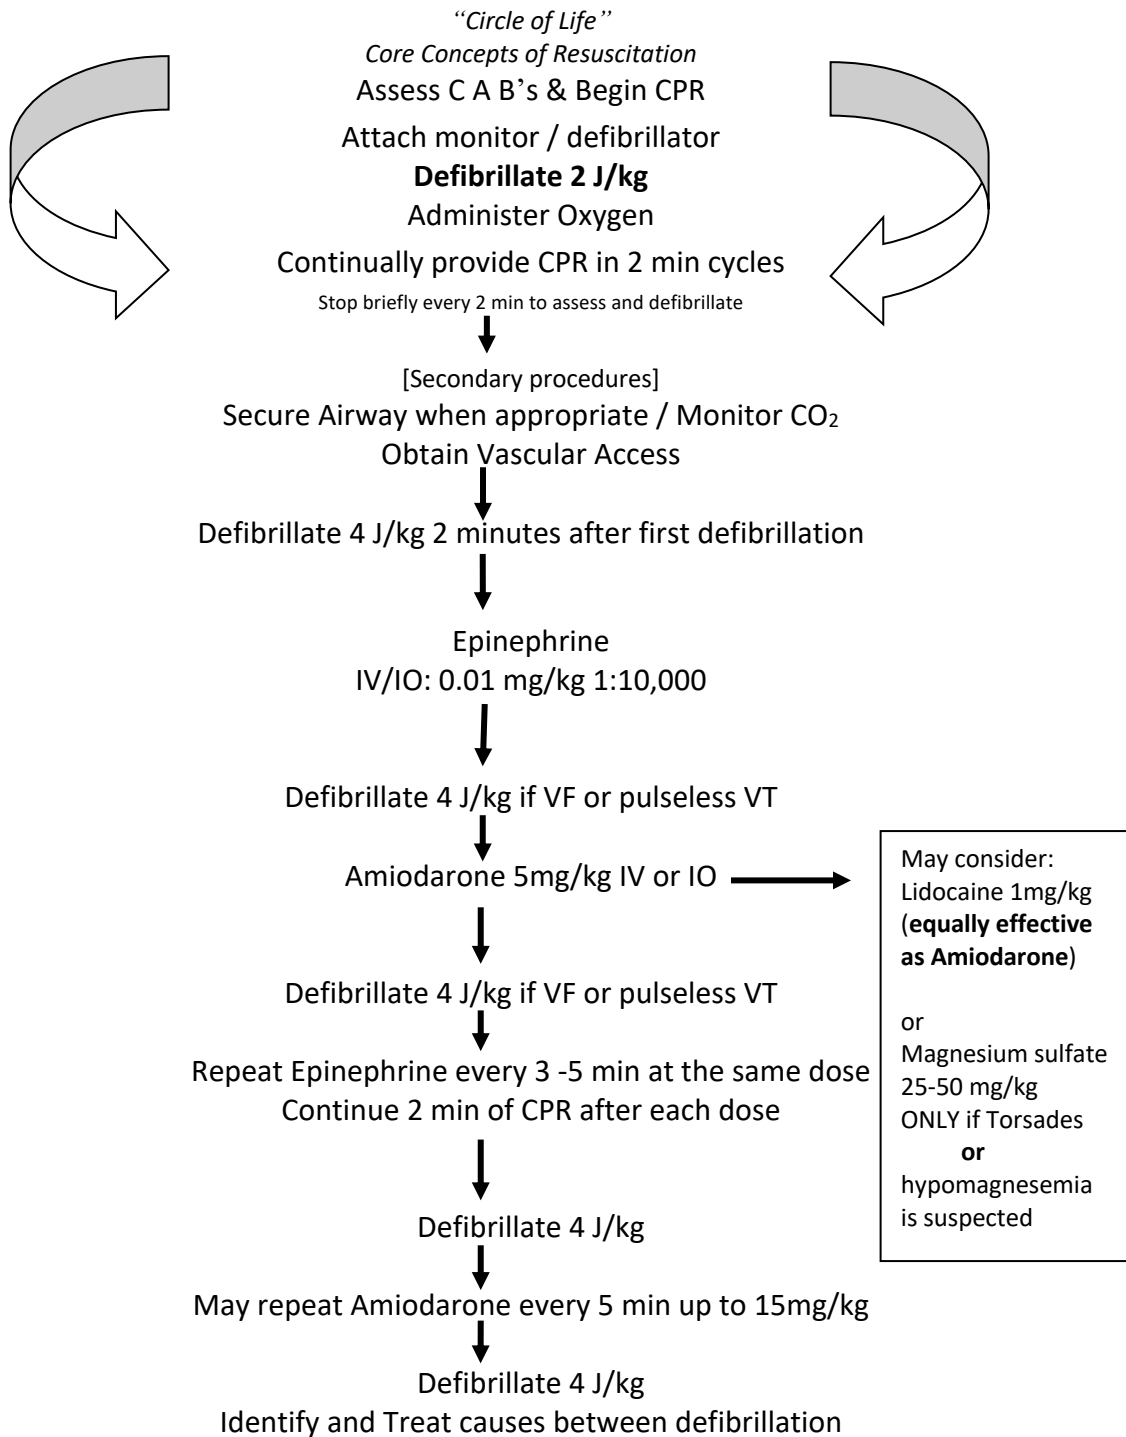 “Circle of Life”
Core Concepts of Resuscitation
Assess C A B’s & Begin CPR
Attach monitor / defibrillator
Defibrillate 2 J/kg
Administer Oxygen
Continually provide CPR in 2 min cycles
Stop briefly every 2 min to assess and defibrillate
[Secondary procedures]
Secure Airway when appropriate / Monitor CO₂
Obtain Vascular Access
Defibrillate 4 J/kg 2 minutes after first defibrillation
Epinephrine
IV/IO: 0.01 mg/kg 1:10,000
Defibrillate 4 J/kg if VF or pulseless VT
Amiodarone 5mg/kg IV or IO
May consider:
Lidocaine 1mg/kg
(equally effective
as Amiodarone)
or
Magnesium sulfate
25-50 mg/kg
ONLY if Torsades
or
hypomagnesemia
is suspected
Defibrillate 4 J/kg if VF or pulseless VT
Repeat Epinephrine every 3 -5 min at the same dose
Continue 2 min of CPR after each dose
Defibrillate 4 J/kg
May repeat Amiodarone every 5 min up to 15mg/kg
Defibrillate 4 J/kg
Identify and Treat causes between defibrillation